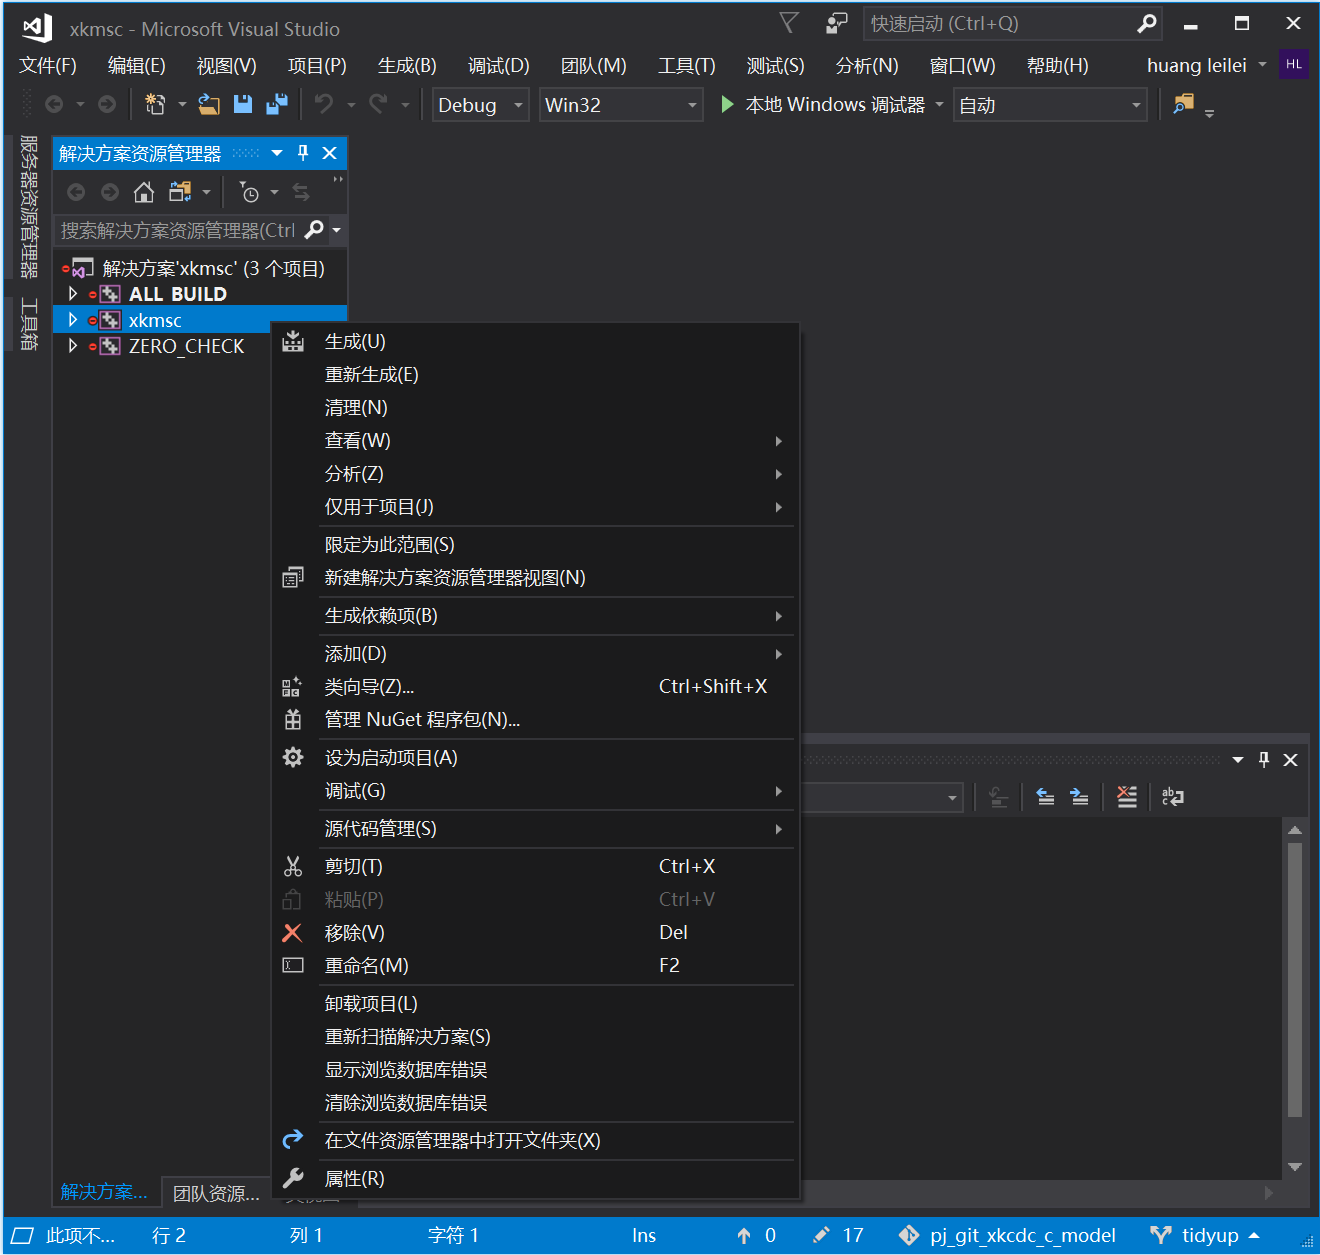 xkmsc - Microsoft Visual Studio
快速启动 (Ctrl+Q)
文件(F) 编辑(E) 视图(V) 项目(P) 生成(B) 调试(D) 团队(M) 工具(T) 测试(S) 分析(N) 窗口(W) 帮助(H) huang leilei HL
Debug Win32 本地 Windows 调试器 自动
服务器资源管理器
工具箱
解决方案资源管理器
搜索解决方案资源管理器(Ctrl
解决方案'xkmsc' (3 个项目)
ALL_BUILD
xkmsc
ZERO_CHECK
生成(U)
重新生成(E)
清理(N)
查看(W)
分析(Z)
仅用于项目(J)
限定为此范围(S)
新建解决方案资源管理器视图(N)
生成依赖项(B)
添加(D)
类向导(Z)... Ctrl+Shift+X
管理 NuGet 程序包(N)...
设为启动项目(A)
调试(G)
源代码管理(S)
剪切(T) Ctrl+X
粘贴(P) Ctrl+V
移除(V) Del
重命名(M) F2
卸载项目(L)
重新扫描解决方案(S)
显示浏览数据库错误
清除浏览数据库错误
在文件资源管理器中打开文件夹(X)
属性(R)
解决方案... 团队资源...
此项不... 行 2 列 1 字符 1 Ins 0 17 pj_git_xkcdc_c_model tidyup